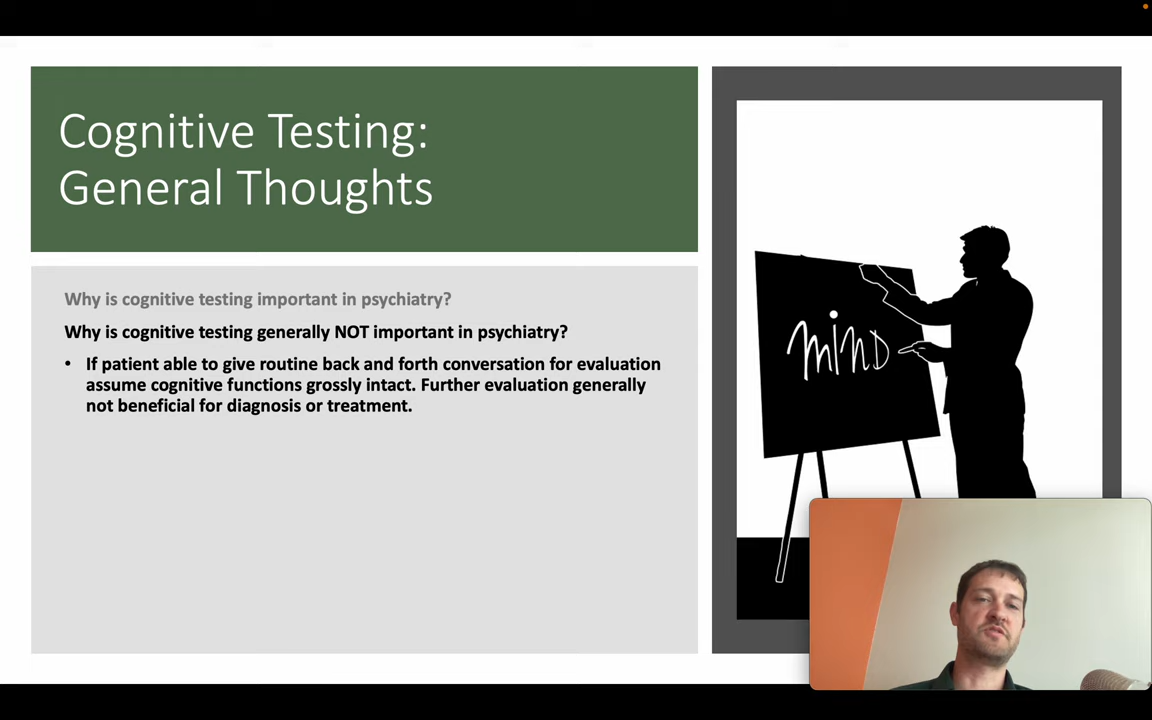 Cognitive Testing:
General Thoughts
Why is cognitive testing important in psychiatry?
Why is cognitive testing generally NOT important in psychiatry?
• If patient able to give routine back and forth conversation for evaluation
assume cognitive functions grossly intact. Further evaluation generally
not beneficial for diagnosis or treatment.
mind